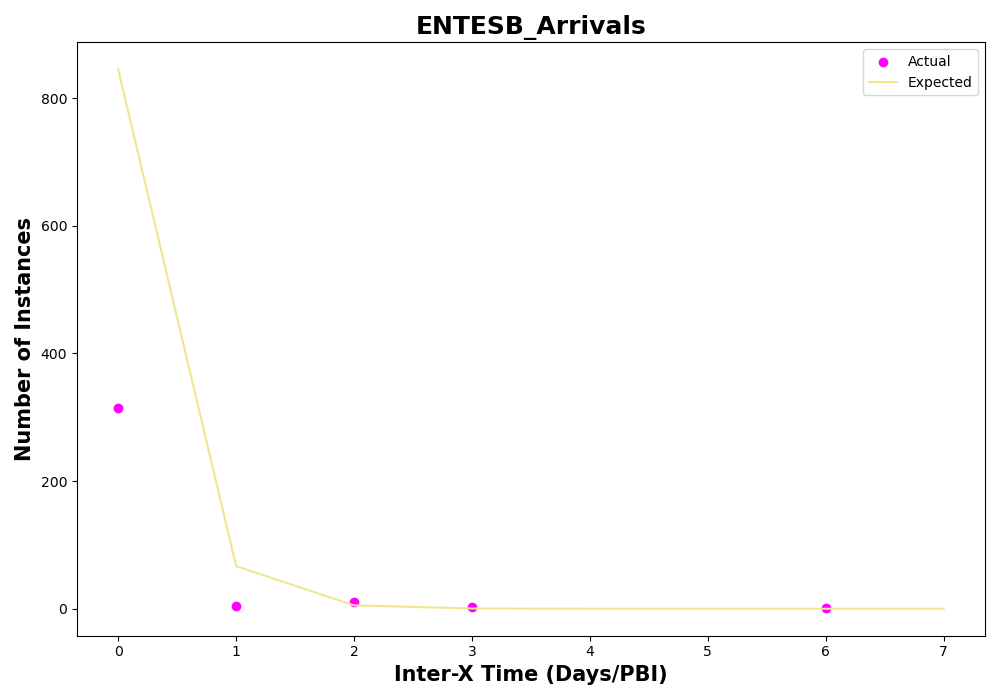 ENTESB_Arrivals
Actual
Expected
Number of Instances
800
600
400
200
0
0 1 2 3 4 5 6 7
Inter-X Time (Days/PBI)